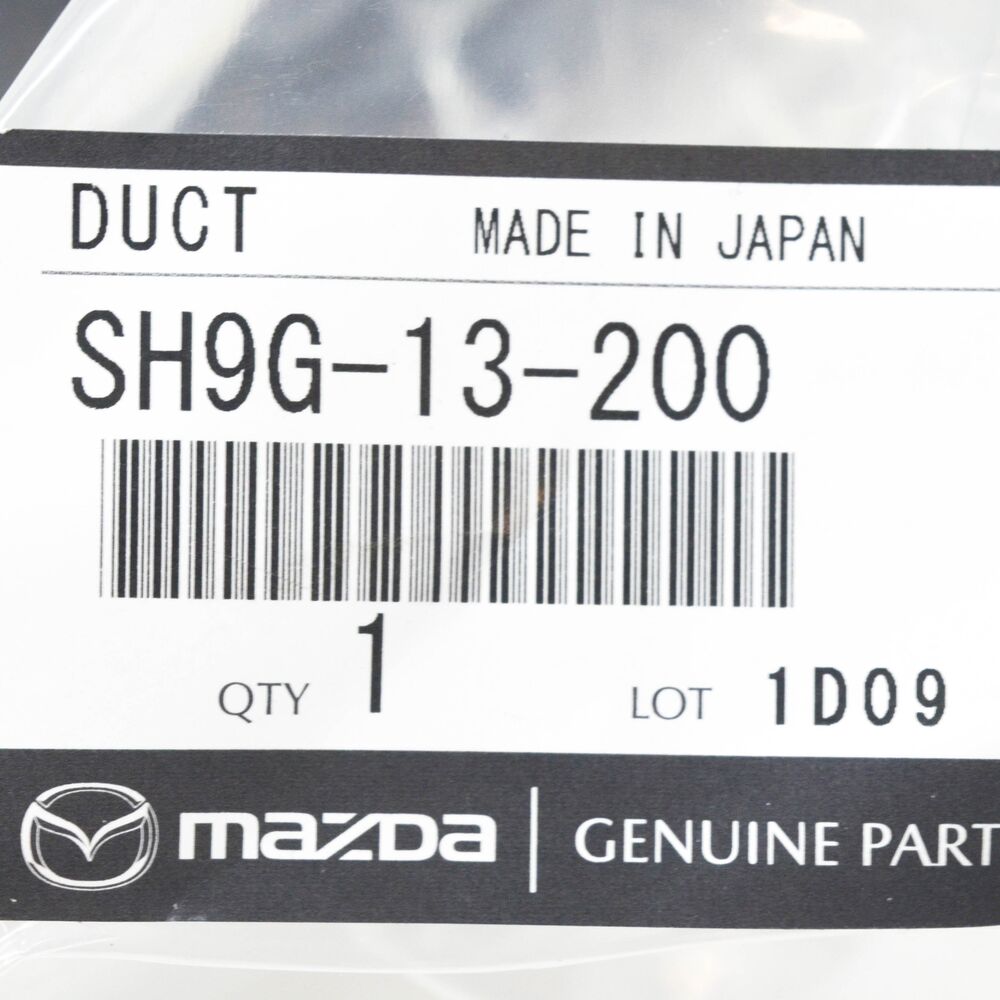 DUCT MADE IN JAPAN
SH9G-13-200
QTY 1 LOT 1D09
mazda GENUINE PART